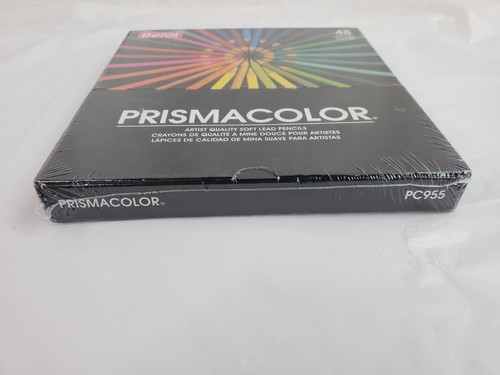 Berol
48
PRISMACOLOR®
ARTIST QUALITY SOFT LEAD PENCILS
CRAYONS DE QUALITÉ À MINE DOUCE POUR ARTISTES
LÁPICES DE CALIDAD DE MINA SUAVE PARA ARTISTAS
PRISMACOLOR® PC955